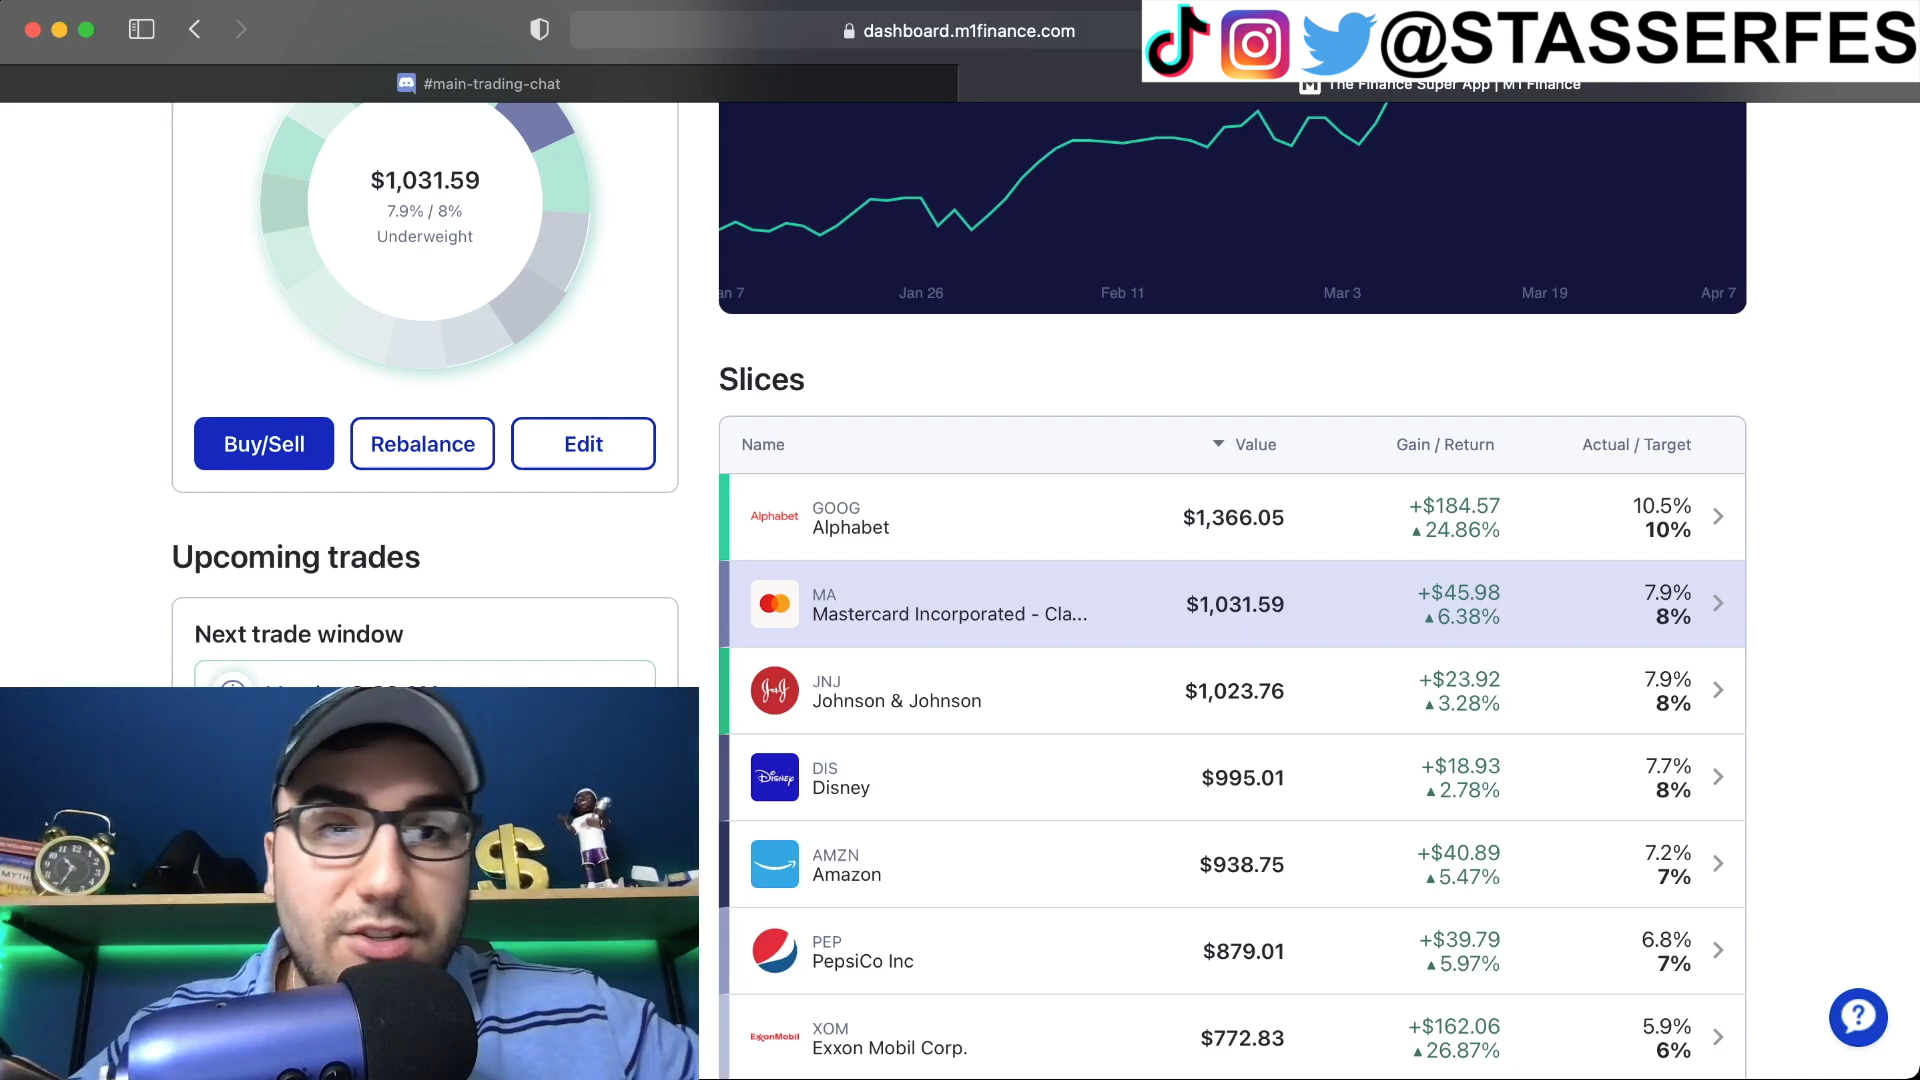 dashboard.m1finance.com
@STASSERFES
#main-trading-chat
The Finance Super App | M1 Finance
$1,031.59
7.9% / 8%
Underweight
an 7
Jan 26
Feb 11
Mar 3
Mar 19
Apr 7
Buy/Sell
Rebalance
Edit
Upcoming trades
Next trade window
Slices
Name
Value
Gain / Return
Actual / Target
Alphabet
GOOG
Alphabet
$1,366.05
+$184.57
24.86%
10.5%
10%
MA
Mastercard Incorporated - Cla...
$1,031.59
+$45.98
6.38%
7.9%
8%
J&J
JNJ
Johnson & Johnson
$1,023.76
+$23.92
3.28%
7.9%
8%
Disney
DIS
Disney
$995.01
+$18.93
2.78%
7.7%
8%
AMZN
Amazon
$938.75
+$40.89
5.47%
7.2%
7%
PEP
PepsiCo Inc
$879.01
+$39.79
5.97%
6.8%
7%
ExxonMobil
XOM
Exxon Mobil Corp.
$772.83
+$162.06
26.87%
5.9%
6%